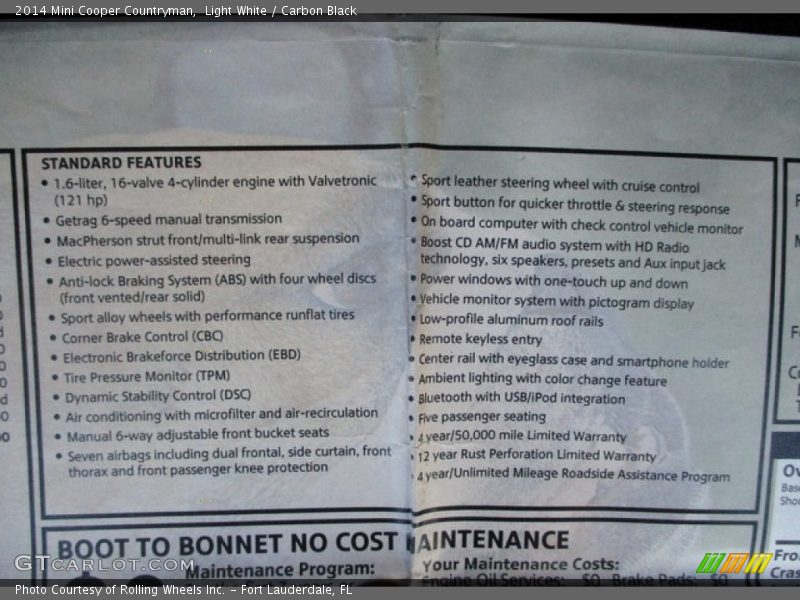 2014 Mini Cooper Countryman, Light White / Carbon Black
STANDARD FEATURES
• 1.6-liter, 16-valve 4-cylinder engine with Valvetronic
(121 hp)
• Getrag 6-speed manual transmission
• MacPherson strut front/multi-link rear suspension
• Electric power-assisted steering
• Anti-lock Braking System (ABS) with four wheel discs
(front vented/rear solid)
• Sport alloy wheels with performance runflat tires
• Corner Brake Control (CBC)
• Electronic Brakeforce Distribution (EBD)
• Tire Pressure Monitor (TPM)
• Dynamic Stability Control (DSC)
• Air conditioning with microfilter and air-recirculation
• Manual 6-way adjustable front bucket seats
• Seven airbags including dual frontal, side curtain, front
thorax and front passenger knee protection
• Sport leather steering wheel with cruise control
• Sport button for quicker throttle & steering response
• On board computer with check control vehicle monitor
• Boost CD AM/FM audio system with HD Radio
technology, six speakers, presets and Aux input jack
• Power windows with one-touch up and down
• Vehicle monitor system with pictogram display
• Low-profile aluminum roof rails
• Remote keyless entry
• Center rail with eyeglass case and smartphone holder
• Ambient lighting with color change feature
• Bluetooth with USB/iPod integration
• Five passenger seating
• 4 year/50,000 mile Limited Warranty
• 12 year Rust Perforation Limited Warranty
• 4 year/Unlimited Mileage Roadside Assistance Program
BOOT TO BONNET NO COST MAINTENANCE
Maintenance Program:
Your Maintenance Costs:
Engine Oil Services: $0 Brake Pads: $0
GTCARLOT.COM
Photo Courtesy of Rolling Wheels Inc. – Fort Lauderdale, FL